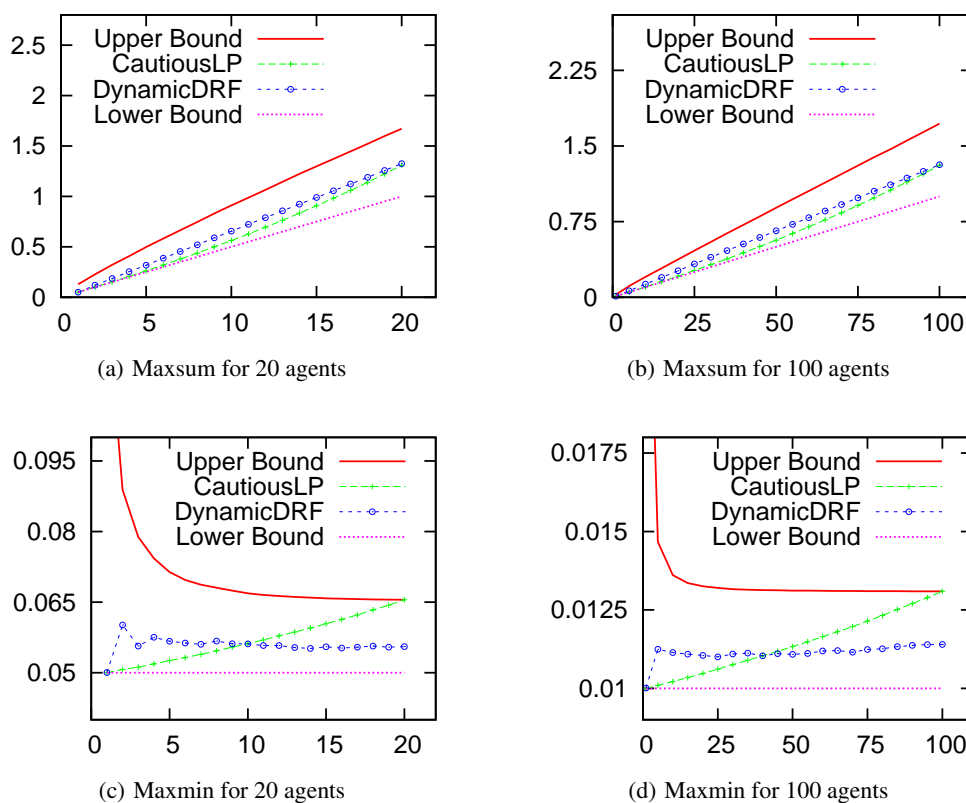 2.5
2
1.5
1
0.5
0
0 5 10 15 20
Upper Bound
CautiousLP
DynamicDRF
Lower Bound
(a) Maxsum for 20 agents
2.25
1.5
0.75
0
0 25 50 75 100
Upper Bound
CautiousLP
DynamicDRF
Lower Bound
(b) Maxsum for 100 agents
0.095
0.08
0.065
0.05
0 5 10 15 20
Upper Bound
CautiousLP
DynamicDRF
Lower Bound
(c) Maxmin for 20 agents
0.0175
0.015
0.0125
0.01
0 25 50 75 100
Upper Bound
CautiousLP
DynamicDRF
Lower Bound
(d) Maxmin for 100 agents